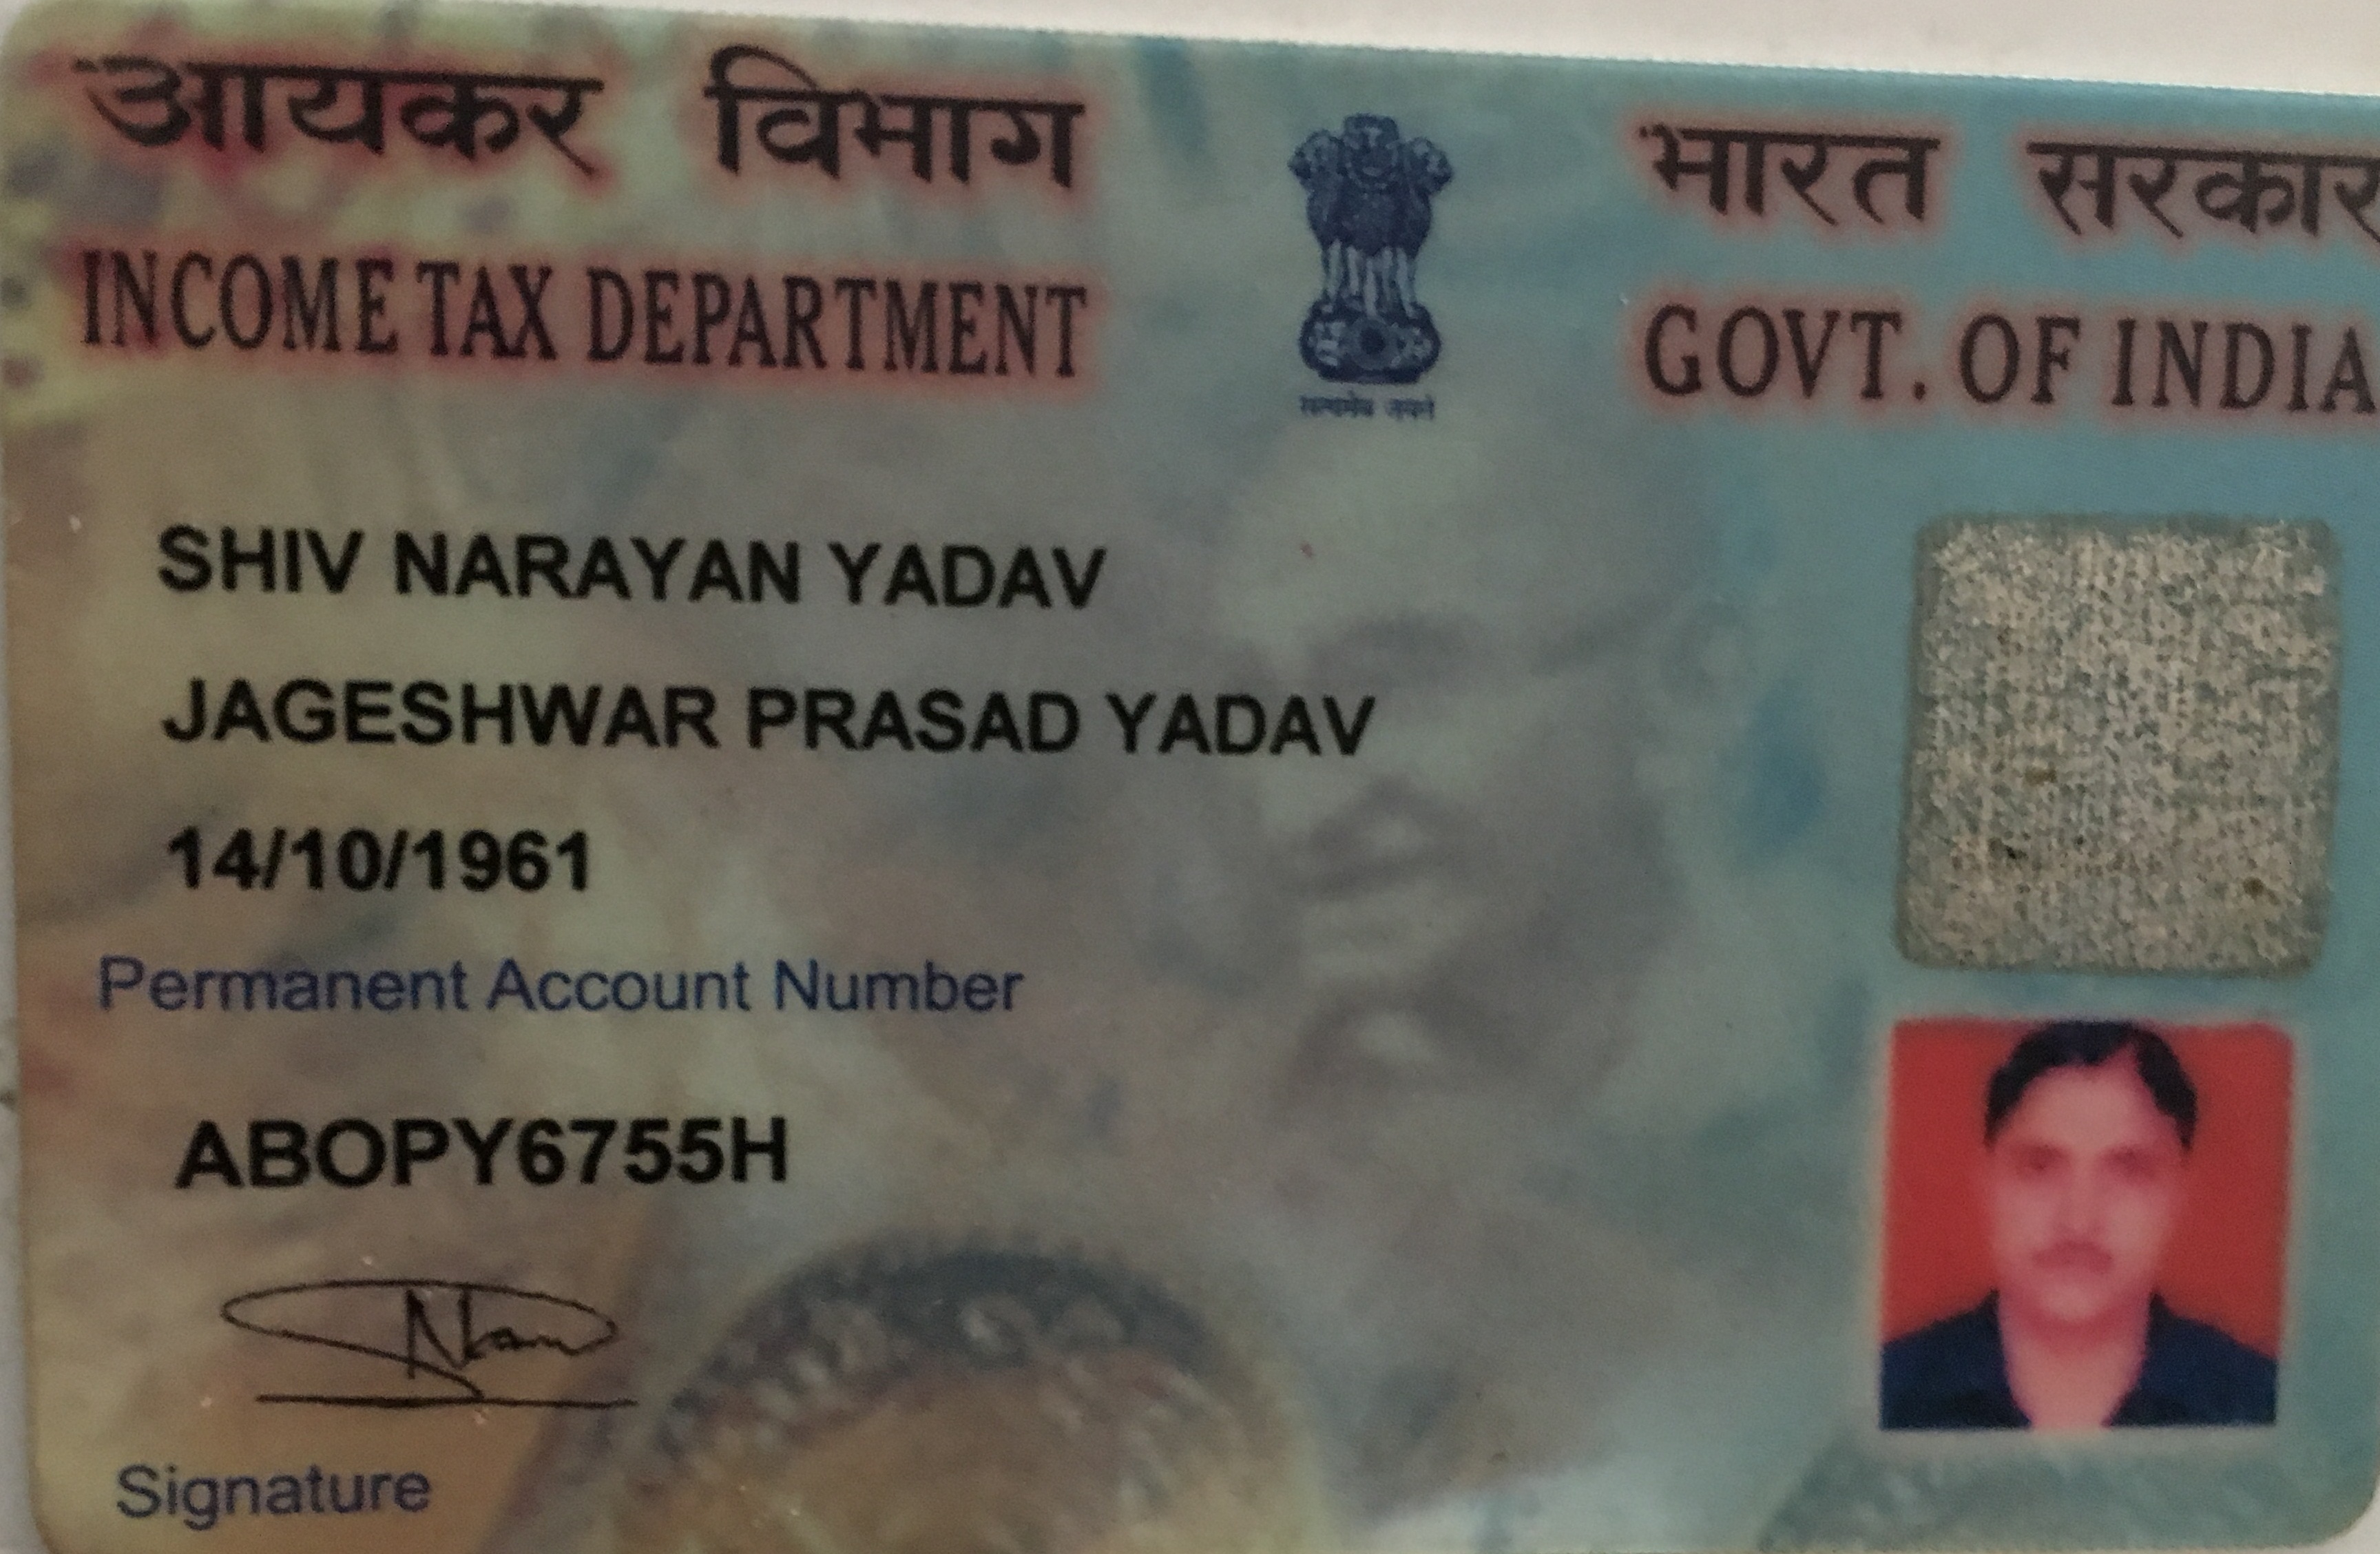 आयकर विभाग
भारत सरकार
INCOME TAX DEPARTMENT
GOVT. OF INDIA
सत्यमेव जयते
SHIV NARAYAN YADAV
JAGESHWAR PRASAD YADAV
14/10/1961
Permanent Account Number
ABOPY6755H
Signature